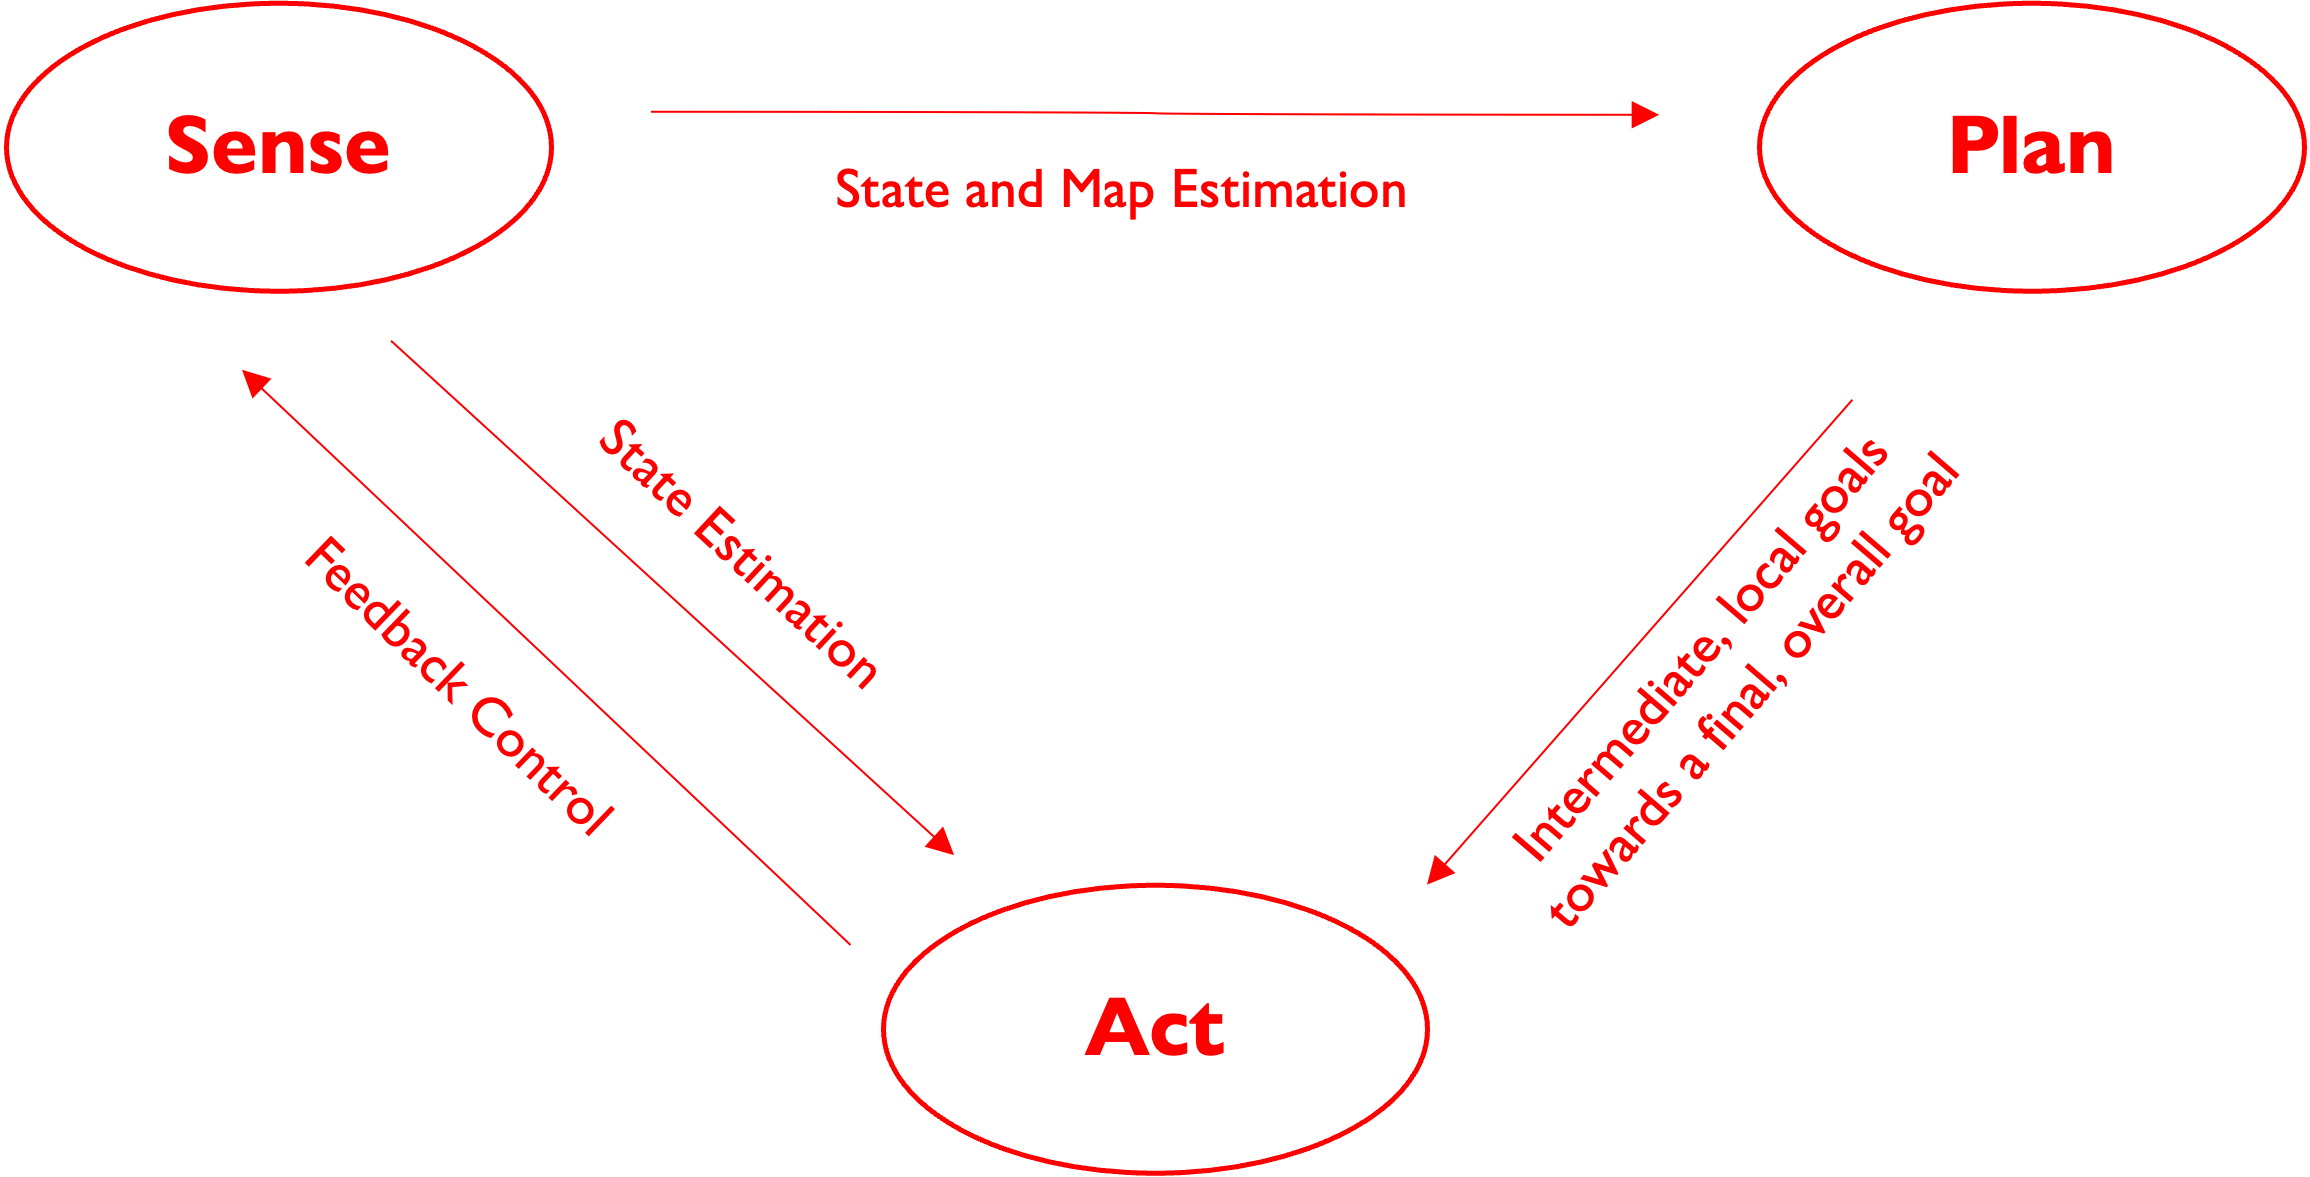 Sense
Plan
State and Map Estimation
State Estimation
Feedback Control
Intermediate, local goals
towards a final, overall goal
Act